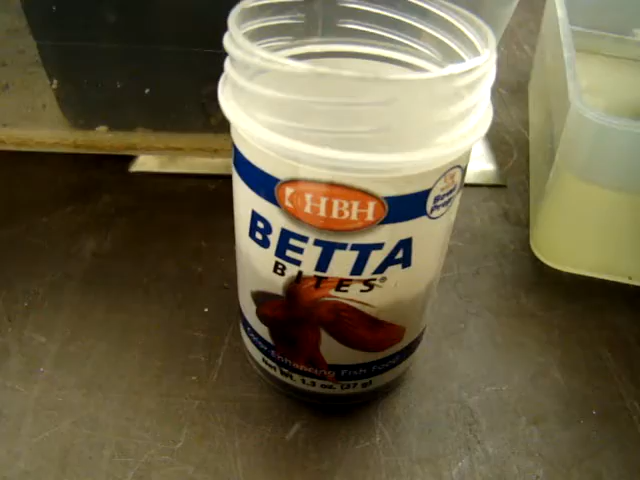 HBH
BETTA
BITES®
Color Enhancing Fish Food
Net Wt. 1.3 oz. (37 g)